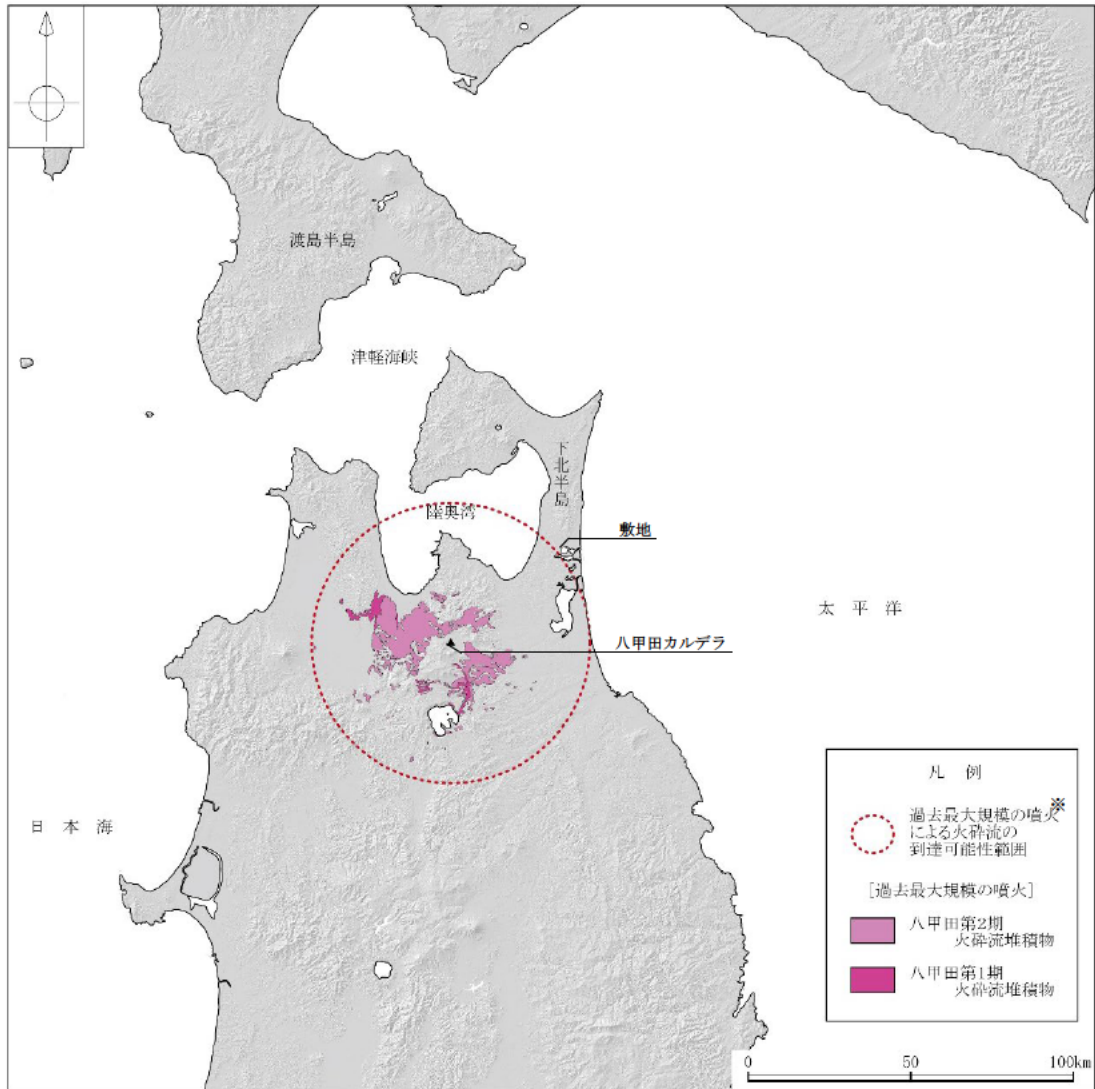 渡島半島
津軽海峡
下北半島
陸奥湾
敷地
太平洋
八甲田カルデラ
日本海
凡例
過去最大規模の噴火※
による火砕流の
到達可能性範囲
[過去最大規模の噴火]
八甲田第2期
火砕流堆積物
八甲田第1期
火砕流堆積物
0 50 100km